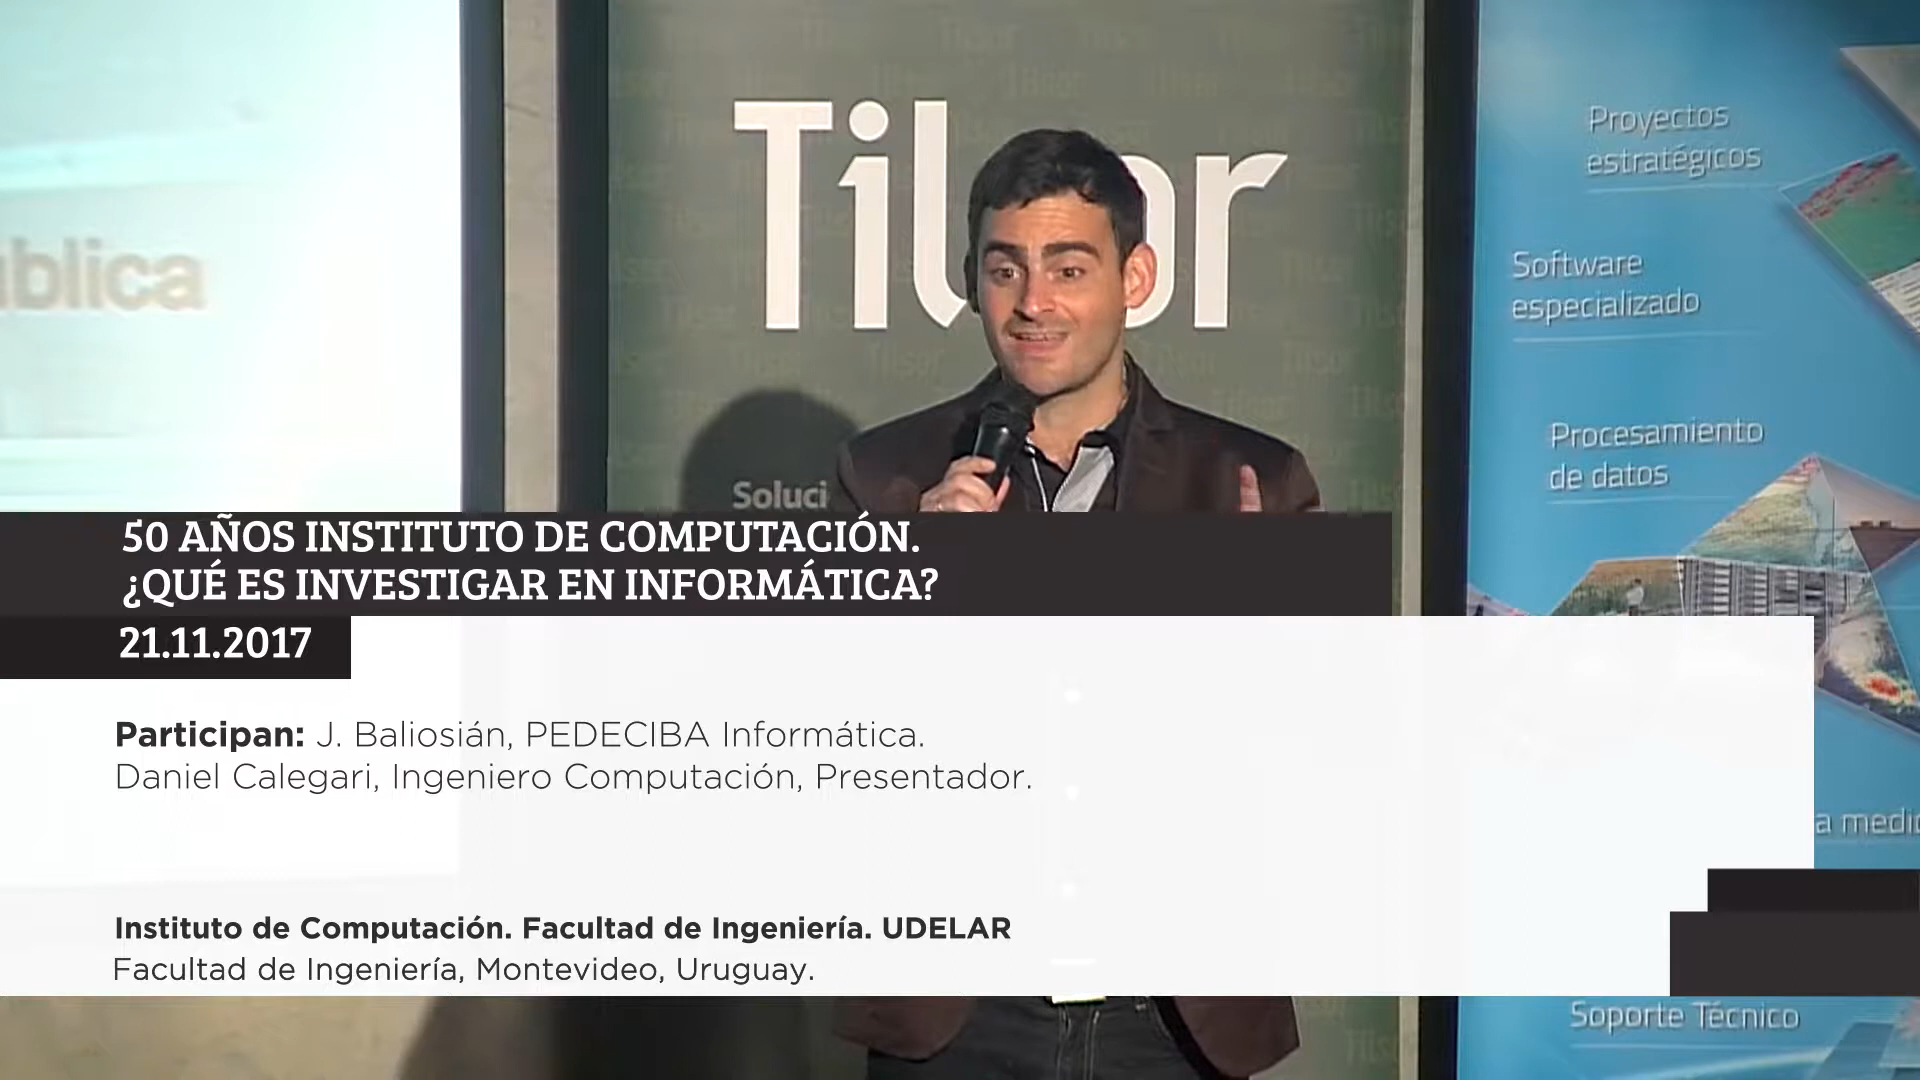 Tilsor
Soluci
ública
Proyectos
estratégicos
Software
especializado
Procesamiento
de datos
50 AÑOS INSTITUTO DE COMPUTACIÓN.
¿QUÉ ES INVESTIGAR EN INFORMÁTICA?
21.11.2017
Participan: J. Baliosián, PEDECIBA Informática.
Daniel Calegari, Ingeniero Computación, Presentador.
a medi
Instituto de Computación. Facultad de Ingeniería. UDELAR
Facultad de Ingeniería, Montevideo, Uruguay.
Soporte Técnico